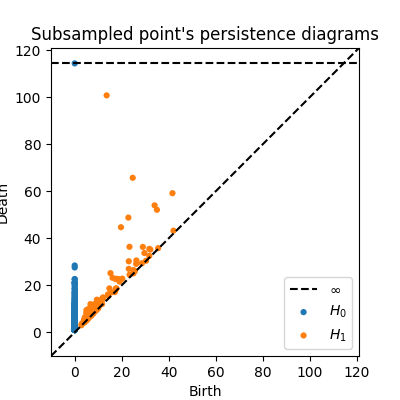 Subsampled point's persistence diagrams
120
100
80
60
40
20
0
Death
∞
H₀
H₁
0 20 40 60 80 100 120
Birth